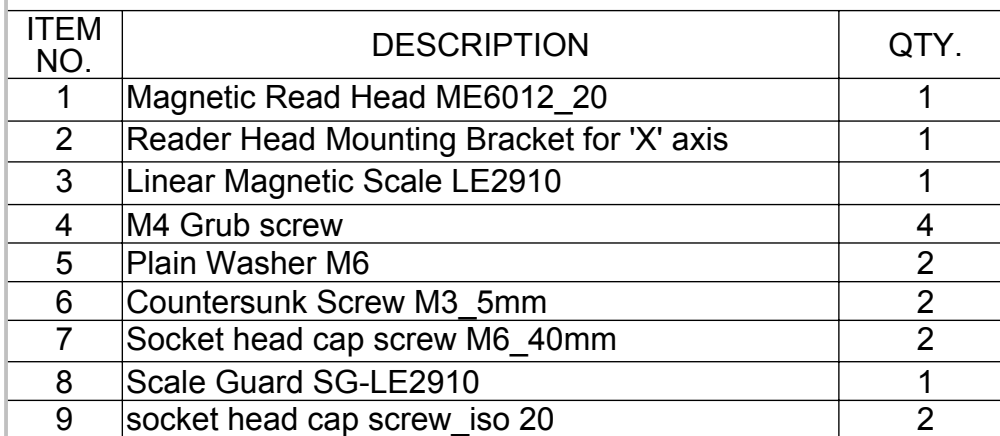 ITEM NO. DESCRIPTION QTY.
1 Magnetic Read Head ME6012_20 1
2 Reader Head Mounting Bracket for 'X' axis 1
3 Linear Magnetic Scale LE2910 1
4 M4 Grub screw 4
5 Plain Washer M6 2
6 Countersunk Screw M3_5mm 2
7 Socket head cap screw M6_40mm 2
8 Scale Guard SG-LE2910 1
9 socket head cap screw_iso 20 2